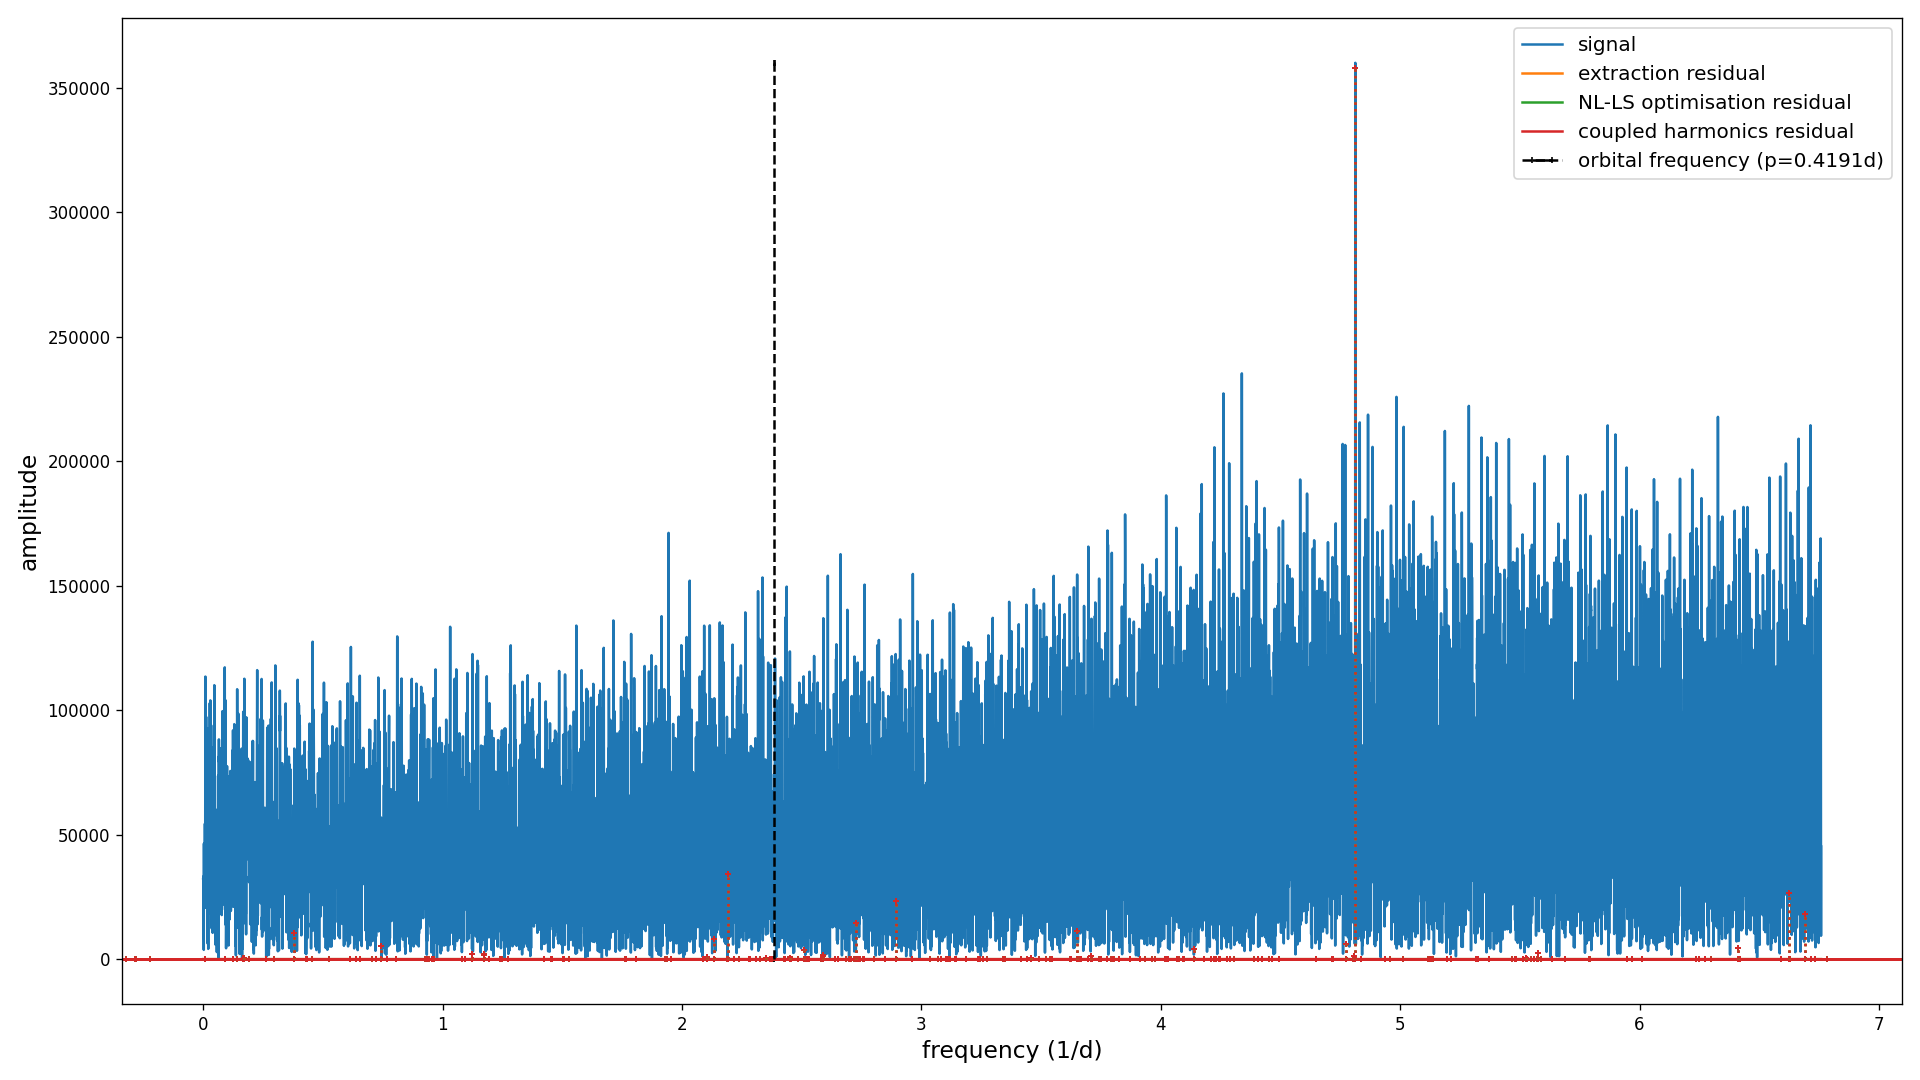 350000
300000
250000
200000
150000
100000
50000
0
amplitude
0 1 2 3 4 5 6 7
frequency (1/d)
signal
extraction residual
NL-LS optimisation residual
coupled harmonics residual
orbital frequency (p=0.4191d)